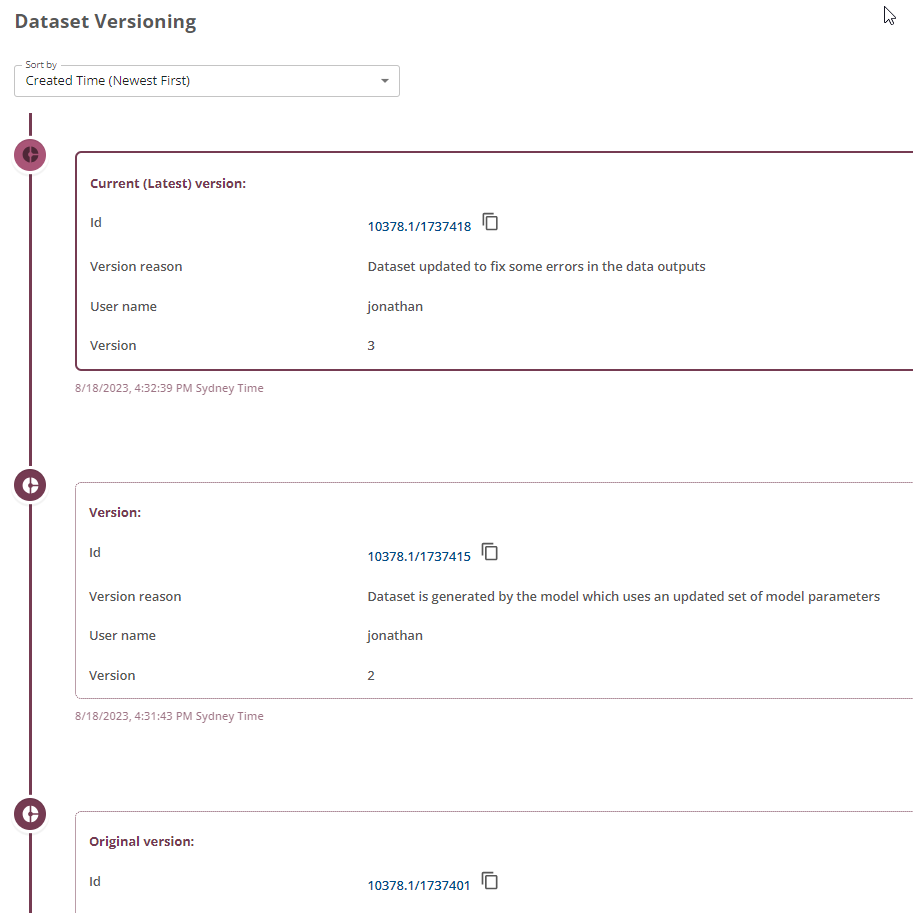 Dataset Versioning
Sort by
Created Time (Newest First)
Current (Latest) version:
Id 10378.1/1737418
Version reason Dataset updated to fix some errors in the data outputs
User name jonathan
Version 3
8/18/2023, 4:32:39 PM Sydney Time
Version:
Id 10378.1/1737415
Version reason Dataset is generated by the model which uses an updated set of model parameters
User name jonathan
Version 2
8/18/2023, 4:31:43 PM Sydney Time
Original version:
Id 10378.1/1737401